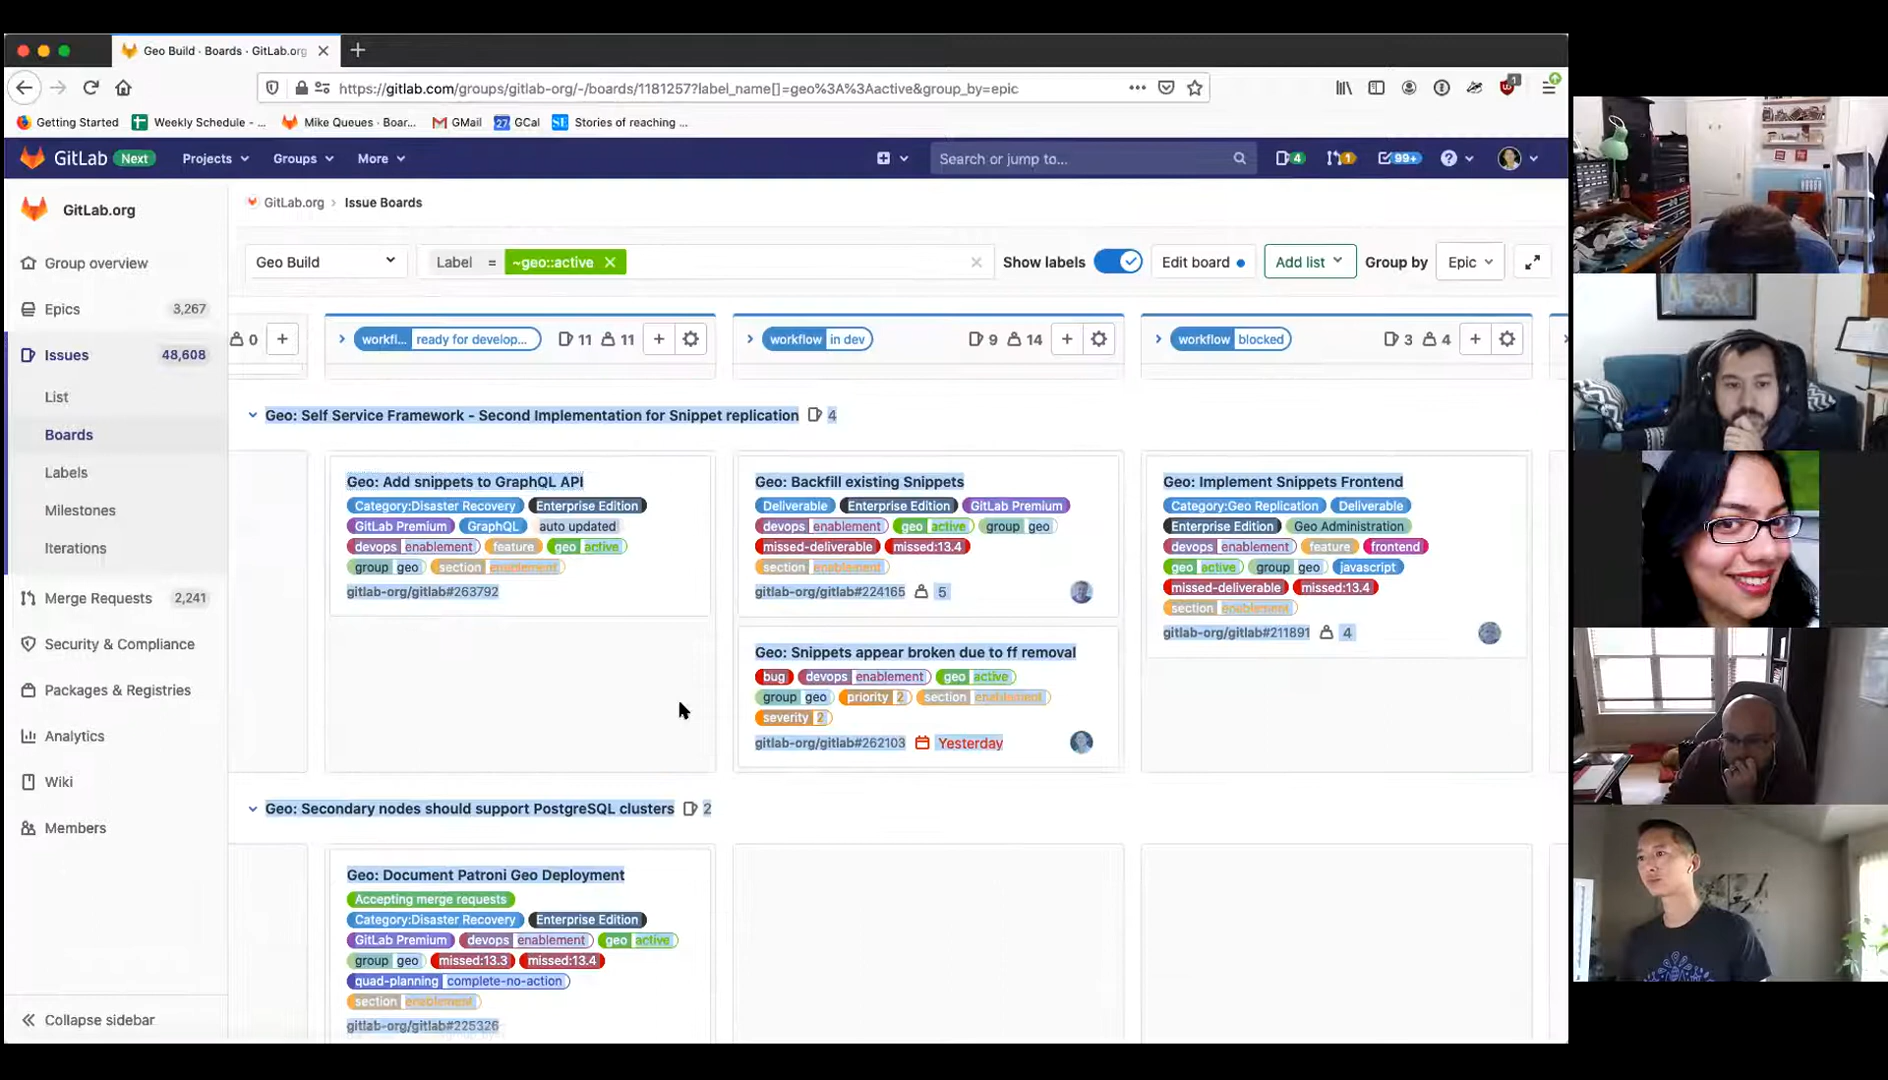 Geo Build · Boards · GitLab.org
https://gitlab.com/groups/gitlab-org/-/boards/1181257?label_name[]=geo%3A%3Aactive&group_by=epic
1
Getting Started
Weekly Schedule - ...
Mike Queues · Boar...
GMail
27
GCal
SE
Stories of reaching ...
GitLab
Next
Projects
Groups
More
Search or jump to...
4
1
99+
GitLab.org
Group overview
Epics 3,267
Issues 48,608
List
Boards
Labels
Milestones
Iterations
Merge Requests 2,241
Security & Compliance
Packages & Registries
Analytics
Wiki
Members
Collapse sidebar
GitLab.org › Issue Boards
Geo Build
Label = ~geo::active
Show labels
Edit board
Add list
Group by
Epic
0
workfl... ready for develop... 11 11
workflow in dev 9 14
workflow blocked 3 4
Geo: Self Service Framework - Second Implementation for Snippet replication 4
Geo: Add snippets to GraphQL API
Category:Disaster Recovery Enterprise Edition
GitLab Premium GraphQL auto updated
devops enablement feature geo active
group geo section enablement
gitlab-org/gitlab#263792
Geo: Backfill existing Snippets
Deliverable Enterprise Edition GitLab Premium
devops enablement geo active group geo
missed-deliverable missed:13.4
section enablement
gitlab-org/gitlab#224165 5
Geo: Snippets appear broken due to ff removal
bug devops enablement geo active
group geo priority 2 section enablement
severity 2
gitlab-org/gitlab#262103 Yesterday
Geo: Implement Snippets Frontend
Category:Geo Replication Deliverable
Enterprise Edition Geo Administration
devops enablement feature frontend
geo active group geo javascript
missed-deliverable missed:13.4
section enablement
gitlab-org/gitlab#211891 4
Geo: Secondary nodes should support PostgreSQL clusters 2
Geo: Document Patroni Geo Deployment
Accepting merge requests
Category:Disaster Recovery Enterprise Edition
GitLab Premium devops enablement geo active
group geo missed:13.3 missed:13.4
quad-planning complete-no-action
section enablement
gitlab-org/gitlab#225326